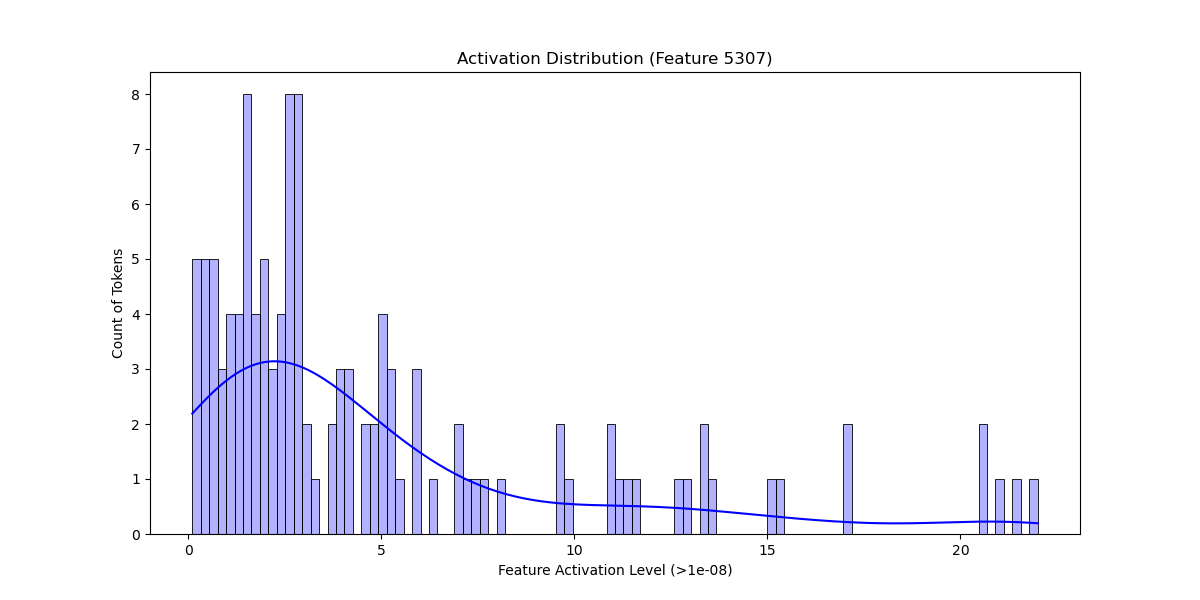 Activation Distribution (Feature 5307)
8
7
6
5
4
3
2
1
0
Count of Tokens
0 5 10 15 20
Feature Activation Level (>1e-08)